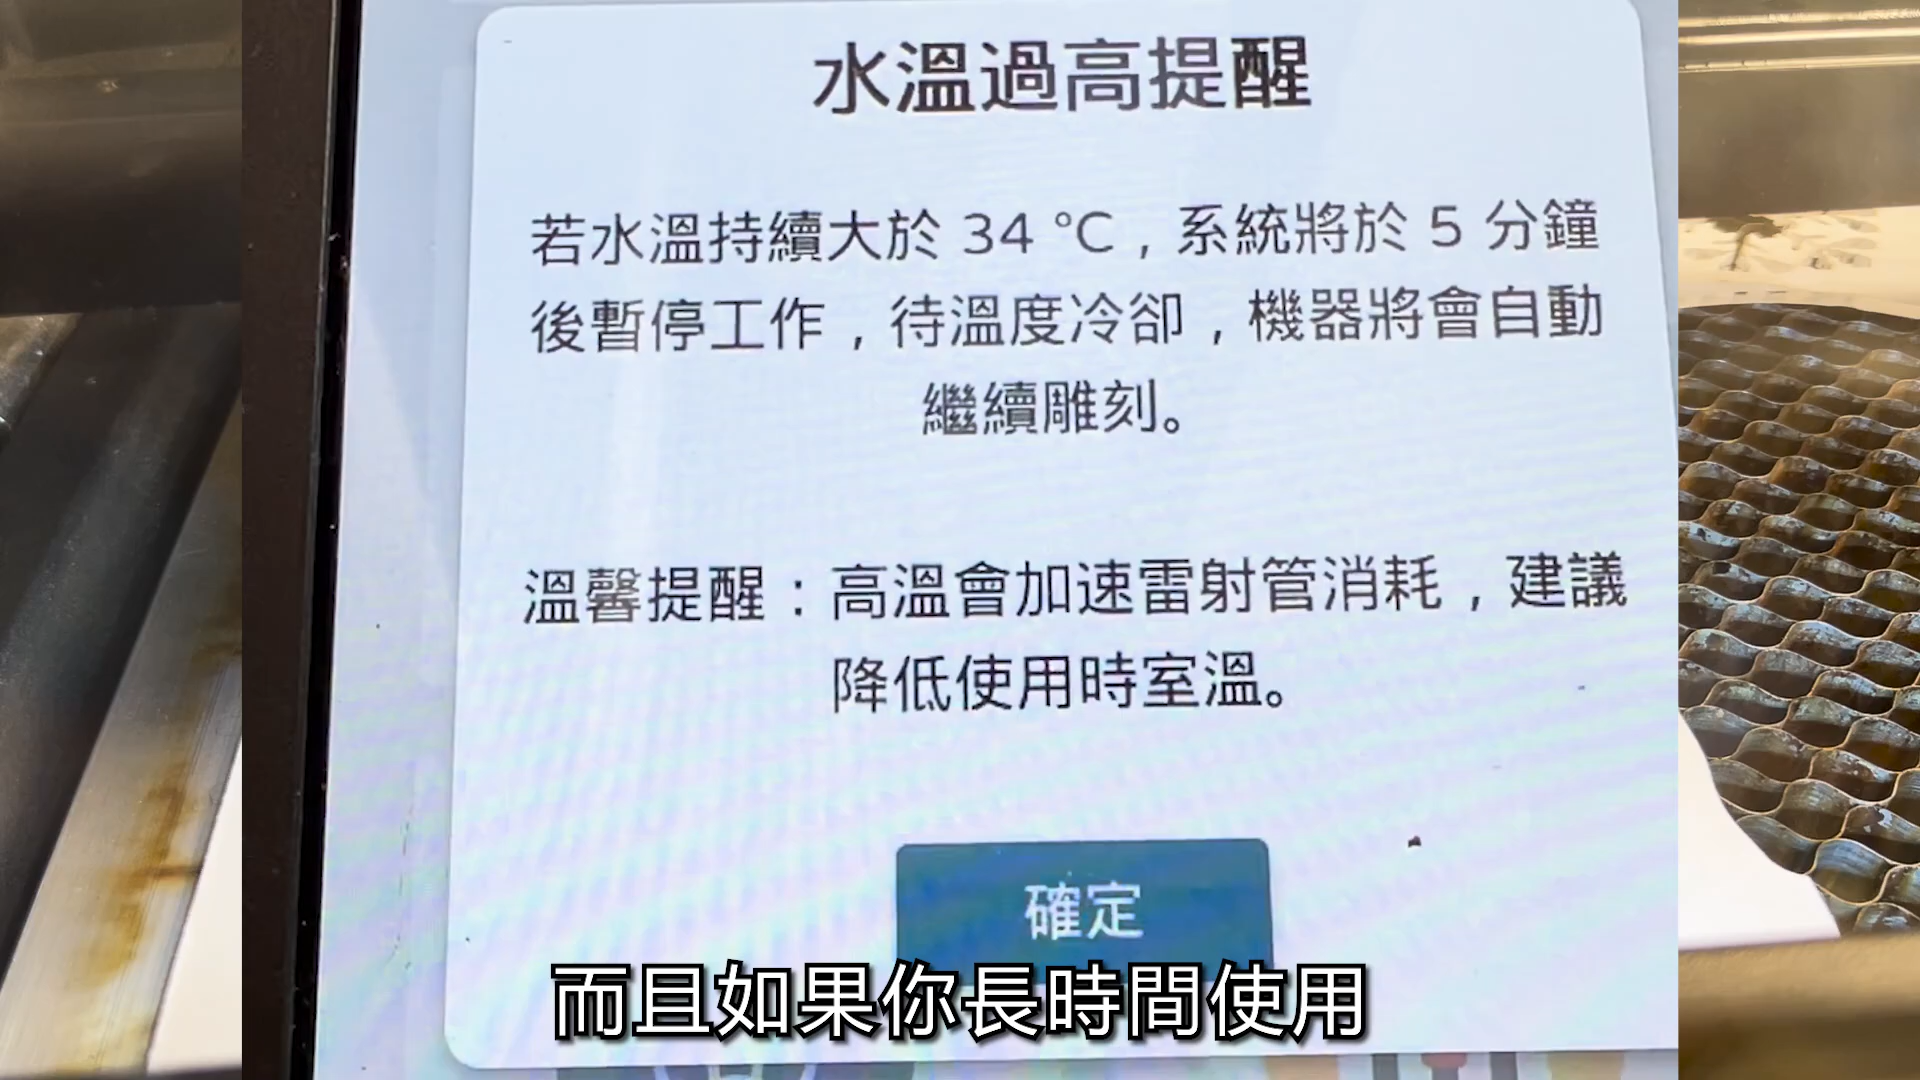 水溫過高提醒
若水溫持續大於 34 °C，系統將於 5 分鐘
後暫停工作，待溫度冷卻，機器將會自動
繼續雕刻。
溫馨提醒：高溫會加速雷射管消耗，建議
降低使用時室溫。
確定
而且如果你長時間使用